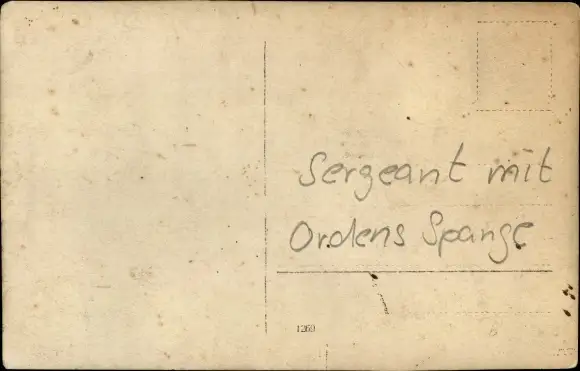 Sergeant mit
Ordens Spange
1269